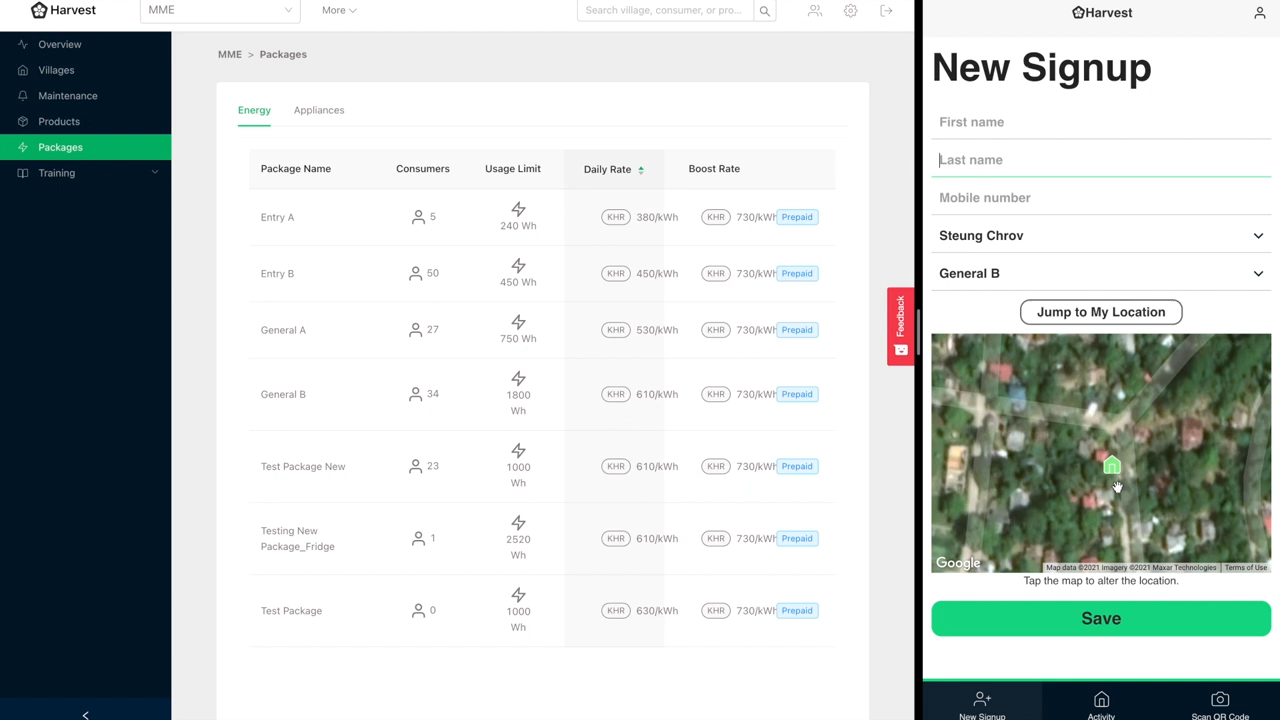 Harvest
MME
More
Search village, consumer, or pro...
Overview
Villages
Maintenance
Products
Packages
Training
MME > Packages
Energy
Appliances
Package Name Consumers Usage Limit Daily Rate Boost Rate
Entry A 5 240 Wh KHR 380/kWh KHR 730/kWh Prepaid
Entry B 50 450 Wh KHR 450/kWh KHR 730/kWh Prepaid
General A 27 750 Wh KHR 530/kWh KHR 730/kWh Prepaid
General B 34 1800 Wh KHR 610/kWh KHR 730/kWh Prepaid
Test Package New 23 1000 Wh KHR 610/kWh KHR 730/kWh Prepaid
Testing New Package_Fridge 1 2520 Wh KHR 610/kWh KHR 730/kWh Prepaid
Test Package 0 1000 Wh KHR 630/kWh KHR 730/kWh Prepaid
Feedback
Harvest
New Signup
First name
Last name
Mobile number
Steung Chrov
General B
Jump to My Location
Google
Map data ©2021 Imagery ©2021 Maxar Technologies
Terms of Use
Tap the map to alter the location.
Save
New Signup
Activity
Scan QR Code